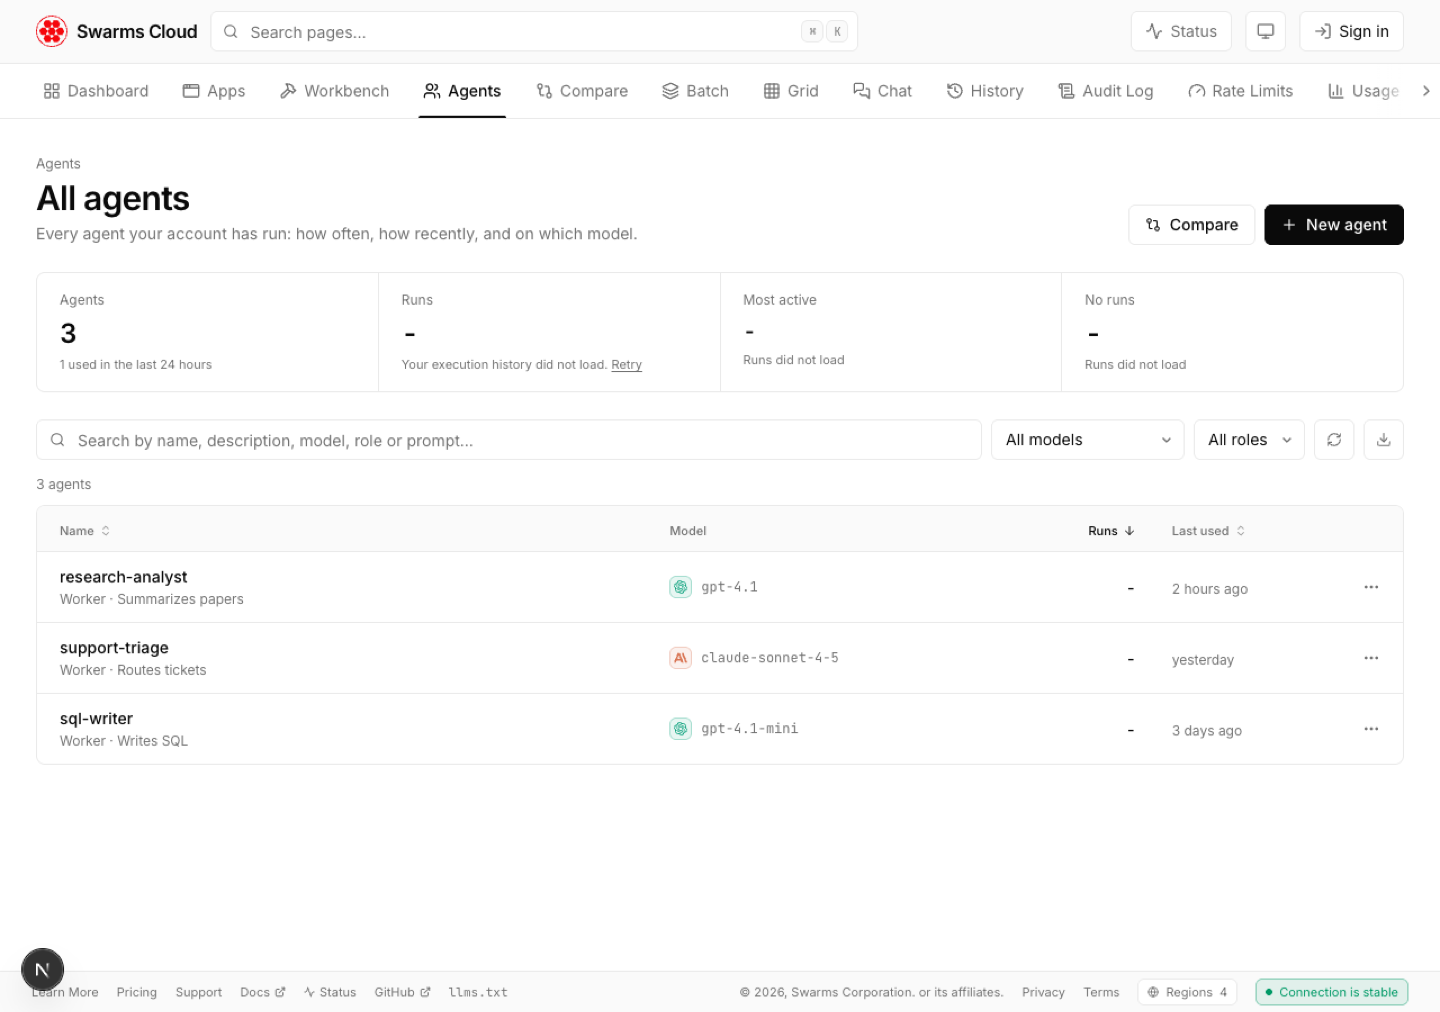 Swarms Cloud
Search pages...
⌘ K
Status
Sign in
Dashboard
Apps
Workbench
Agents
Compare
Batch
Grid
Chat
History
Audit Log
Rate Limits
Usage
Agents
All agents
Every agent your account has run: how often, how recently, and on which model.
Compare
New agent
Agents
3
1 used in the last 24 hours
Runs
-
Your execution history did not load. Retry
Most active
-
Runs did not load
No runs
-
Runs did not load
Search by name, description, model, role or prompt...
All models
All roles
3 agents
Name
Model
Runs
Last used
research-analyst
Worker · Summarizes papers
gpt-4.1
-
2 hours ago
support-triage
Worker · Routes tickets
claude-sonnet-4-5
-
yesterday
sql-writer
Worker · Writes SQL
gpt-4.1-mini
-
3 days ago
N
Learn More
Pricing
Support
Docs
Status
GitHub
llms.txt
© 2026, Swarms Corporation. or its affiliates.
Privacy
Terms
Regions 4
Connection is stable